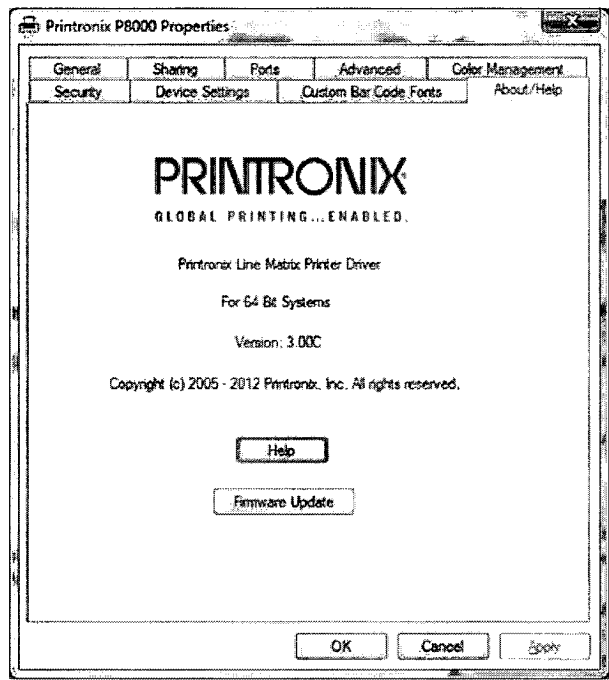 Printronix P8000 Properties
General Sharing Ports Advanced Color Management
Security Device Settings Custom Bar Code Fonts About/Help
PRINTRONIX
GLOBAL PRINTING...ENABLED.
Printronix Line Matrix Printer Driver
For 64 Bit Systems
Version: 3.00C
Copyright (c) 2005 - 2012 Printronix, Inc. All rights reserved.
Help
Firmware Update
OK Cancel Apply